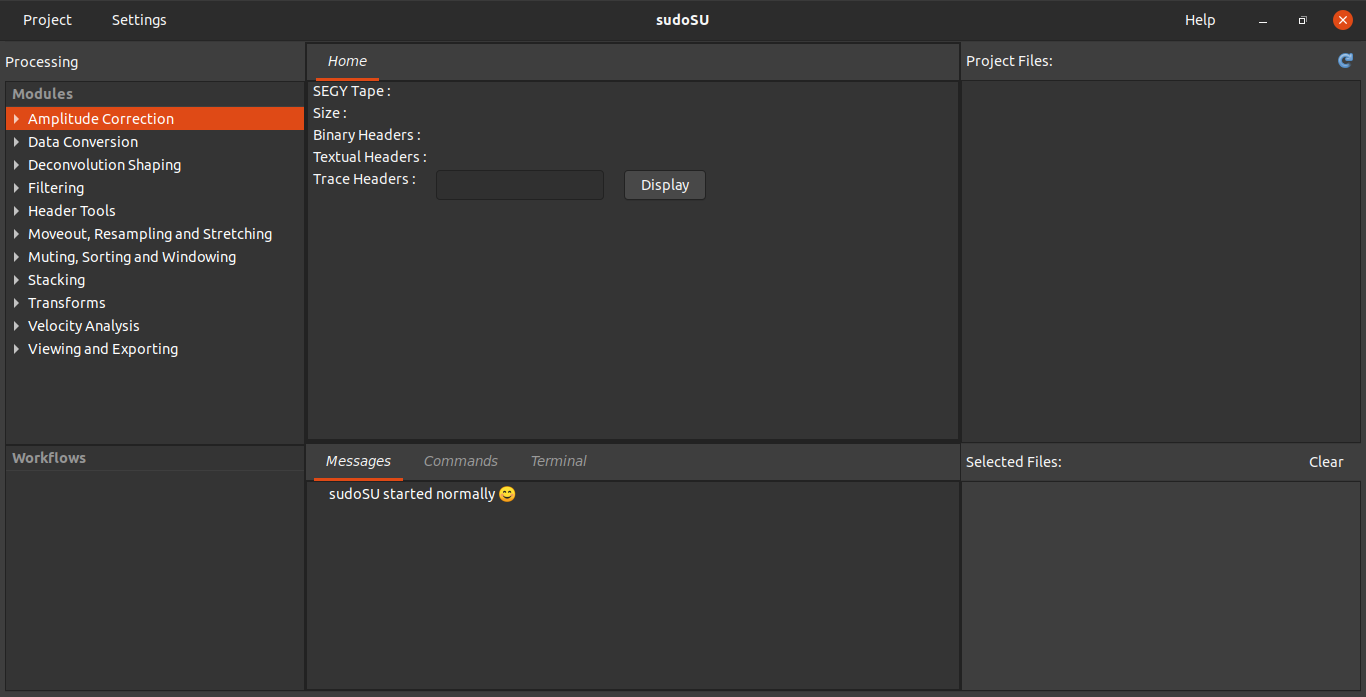 Project Settings sudoSU Help
Processing
Modules
Amplitude Correction
Data Conversion
Deconvolution Shaping
Filtering
Header Tools
Moveout, Resampling and Stretching
Muting, Sorting and Windowing
Stacking
Transforms
Velocity Analysis
Viewing and Exporting
Workflows
Home
SEGY Tape :
Size :
Binary Headers :
Textual Headers :
Trace Headers : Display
Messages Commands Terminal
sudoSU started normally 😊
Project Files:
Selected Files: Clear